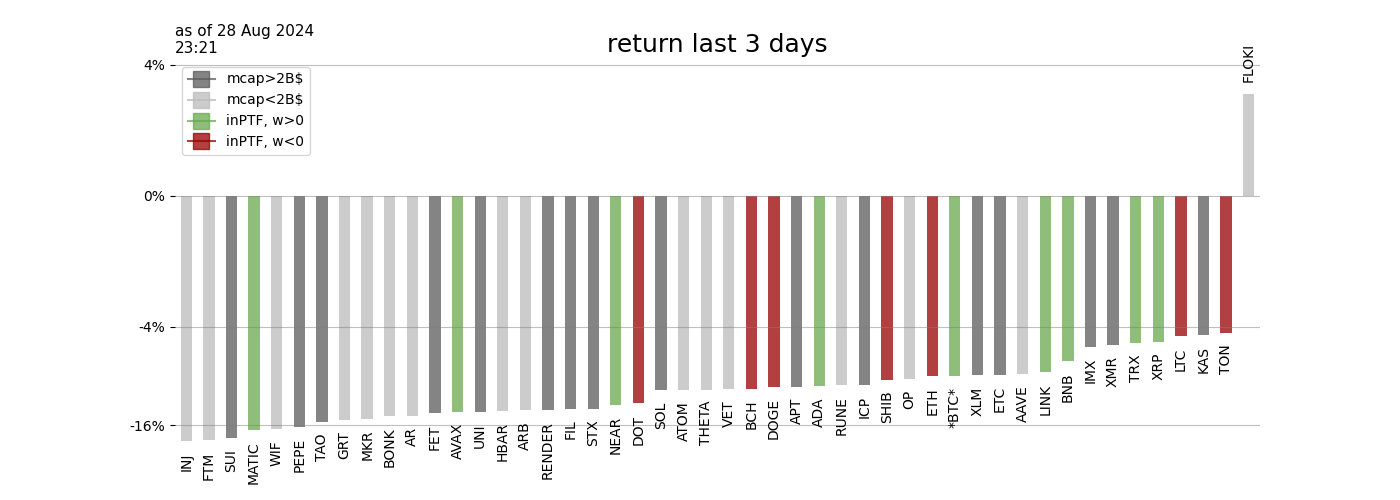 as of 28 Aug 2024
23:21
return last 3 days
4%
0%
-4%
-16%
mcap>2B$
mcap<2B$
inPTF, w>0
inPTF, w<0
INJ
FTM
SUI
MATIC
WIF
PEPE
TAO
GRT
MKR
BONK
AR
FET
AVAX
UNI
HBAR
ARB
RENDER
FIL
STX
NEAR
DOT
SOL
ATOM
THETA
VET
BCH
DOGE
APT
ADA
RUNE
ICP
SHIB
OP
ETH
*BTC*
XLM
ETC
AAVE
LINK
BNB
IMX
XMR
TRX
XRP
LTC
KAS
TON
FLOKI